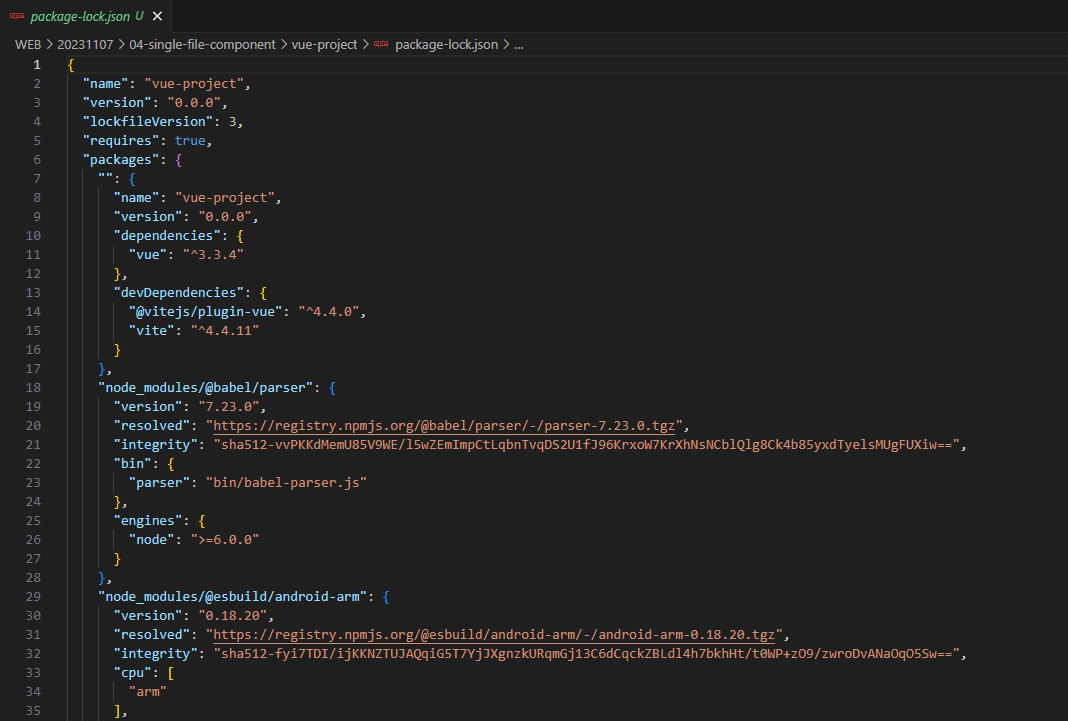 package-lock.json U ×
WEB > 20231107 > 04-single-file-component > vue-project > package-lock.json > ...
1 {
2 "name": "vue-project",
3 "version": "0.0.0",
4 "lockfileVersion": 3,
5 "requires": true,
6 "packages": {
7 "": {
8 "name": "vue-project",
9 "version": "0.0.0",
10 "dependencies": {
11 "vue": "^3.3.4"
12 },
13 "devDependencies": {
14 "@vitejs/plugin-vue": "^4.4.0",
15 "vite": "^4.4.11"
16 }
17 },
18 "node_modules/@babel/parser": {
19 "version": "7.23.0",
20 "resolved": "https://registry.npmjs.org/@babel/parser/-/parser-7.23.0.tgz",
21 "integrity": "sha512-vvPKKdMemU85V9WE/l5wZEmImpCtLqbnTvqDS2U1fJ96KrxoW7KrXhNsNCblQlg8Ck4b85yxdTyelsMUgFUXiw==",
22 "bin": {
23 "parser": "bin/babel-parser.js"
24 },
25 "engines": {
26 "node": ">=6.0.0"
27 }
28 },
29 "node_modules/@esbuild/android-arm": {
30 "version": "0.18.20",
31 "resolved": "https://registry.npmjs.org/@esbuild/android-arm/-/android-arm-0.18.20.tgz",
32 "integrity": "sha512-fyi7TDI/ijKKNZTUJAQqiG5T7YjJXgnzkURqmGj13C6dCqckZBLdl4h7bkhHt/t0WP+zO9/zwroDvANaOqO5Sw==",
33 "cpu": [
34 "arm"
35 ],